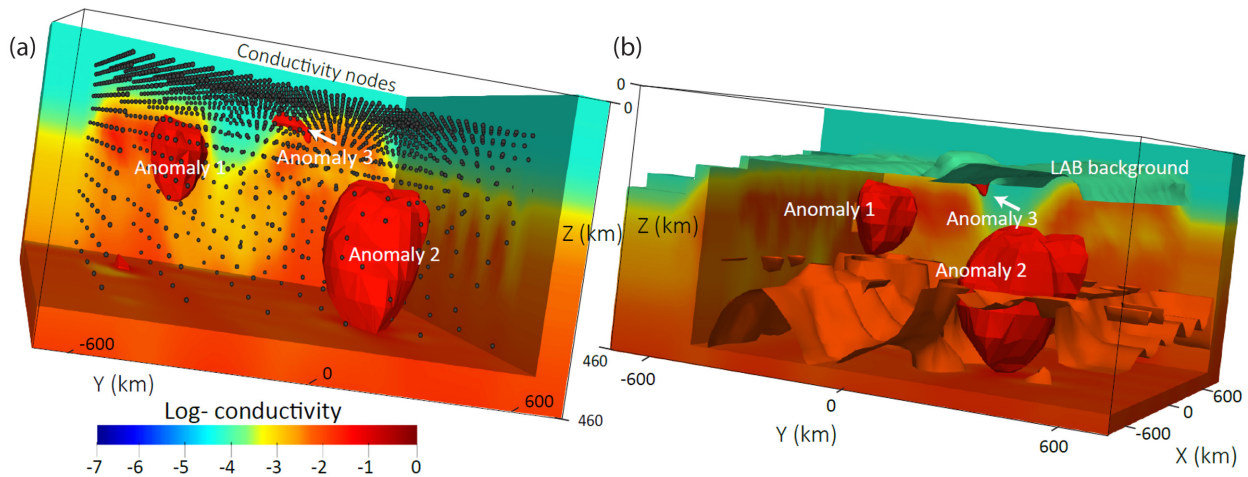 (a)
Conductivity nodes
0
0
Anomaly 1
Anomaly 3
Anomaly 2
Z (km)
-600
0
600
460
460
Y (km)
Log- conductivity
-7 -6 -5 -4 -3 -2 -1 0
(b)
0
LAB background
Anomaly 1
Anomaly 3
Anomaly 2
Z (km)
460
-600
0
600
Y (km)
-600
0
600
X (km)